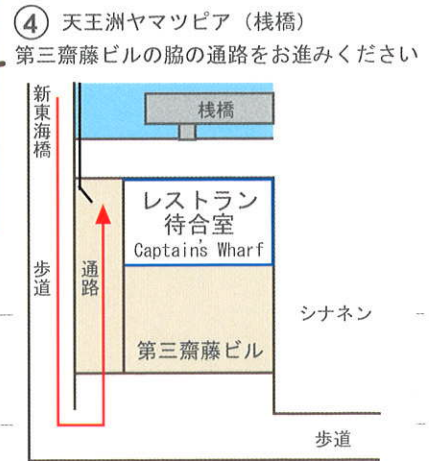 ④ 天王洲ヤマツピア（桟橋）
第三齋藤ビルの脇の通路をお進みください
新東海橋
桟橋
レストラン
待合室
Captain's Wharf
歩道
通路
シナネン
第三齋藤ビル
歩道